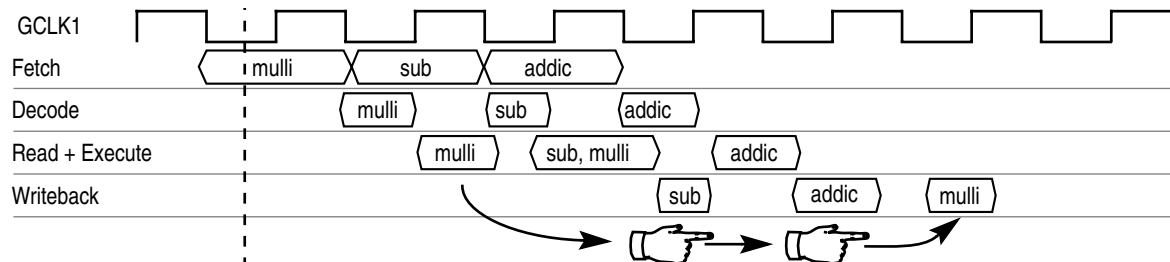 GCLK1
Fetch mulli sub addic
Decode mulli sub addic
Read + Execute mulli sub, mulli addic
Writeback sub addic mulli